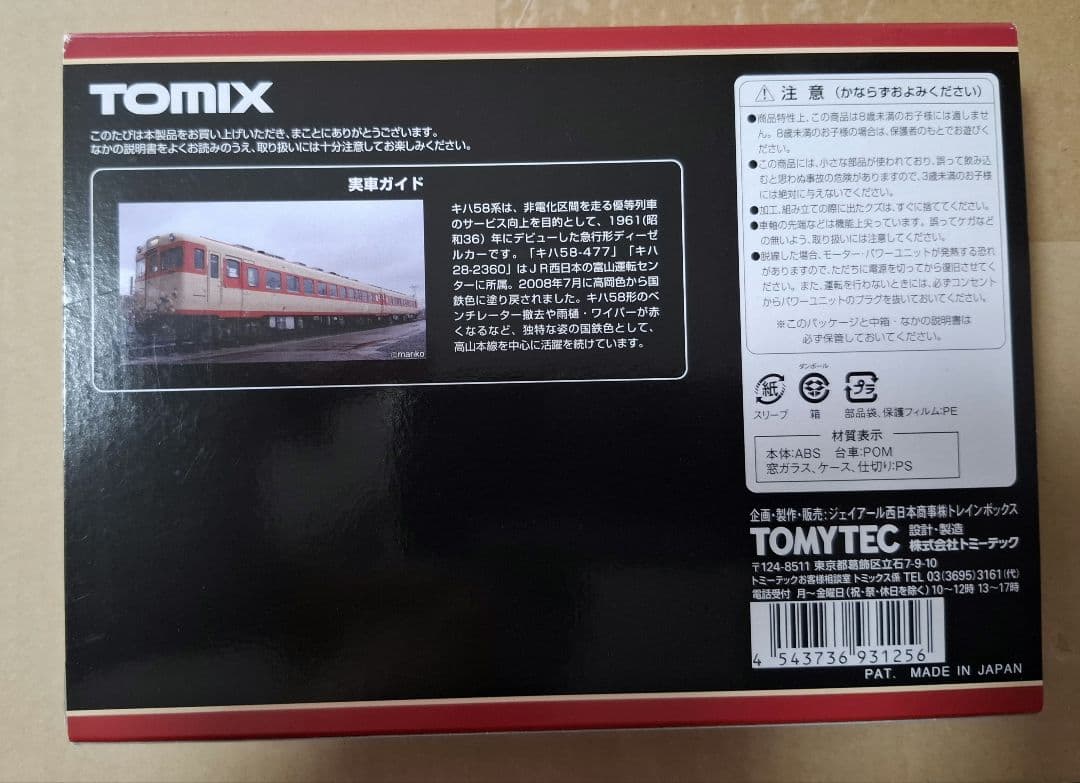 TOMIX
このたびは本製品をお買い上げいただき、まことにありがとうございます。
なかの説明書をよくお読みのうえ、取り扱いには十分注意してお楽しみください。
実車ガイド
キハ58系は、非電化区間を走る優等列車
のサービス向上を目的として、1961(昭
和36）年にデビューした急行形ディーゼ
ルカーです。「キハ58-477」「キハ
28-2360」はJR西日本の富山運転セン
ターに所属。2008年7月に高岡色から国
鉄色に塗り戻されました。キハ58形のベ
ンチレーター撤去や雨樋・ワイパーが赤
くなるなど、独特な姿の国鉄色として、
高山本線を中心に活躍を続けています。
©mariko
⚠ 注 意 （かならずおよみください）
●商品特性上、この商品は8歳未満のお子様には適しませ
ん。8歳未満のお子様の場合は、保護者のもとでお遊びく
ださい。
●この商品には、小さな部品が使われており、誤って飲み込
むと思わぬ事故の危険がありますので、3歳未満のお子様
には絶対に与えないでください。
●加工、組み立ての際に出たクズは、すぐに捨ててください。
●車軸の先端などは機能上尖っています。誤ってケガなど
の無いよう、取り扱いには注意してください。
●脱線した場合、モーター・パワーユニットが発熱する恐れ
がありますので、ただちに電源を切ってから復旧させてく
ださい。また、運転を行わないときには、必ずコンセント
からパワーユニットのプラグを抜いておいてください。
※このパッケージと中箱・なかの説明書は
必ず保管しておいてください。
ダンボール
紙 プラ
スリーブ 箱 部品袋、保護フィルム:PE
材質表示
本体:ABS 台車:POM
窓ガラス、ケース、仕切り:PS
企画・製作・販売:ジェイアール西日本商事㈱トレインボックス
TOMYTEC 設計・製造
株式会社トミーテック
〒124-8511 東京都葛飾区立石7-9-10
トミーテックお客様相談室 トミックス係 TEL 03(3695)3161(代)
電話受付 月〜金曜日(祝・祭・休日を除く)10〜12時 13〜17時
4 543736 931256
PAT. MADE IN JAPAN